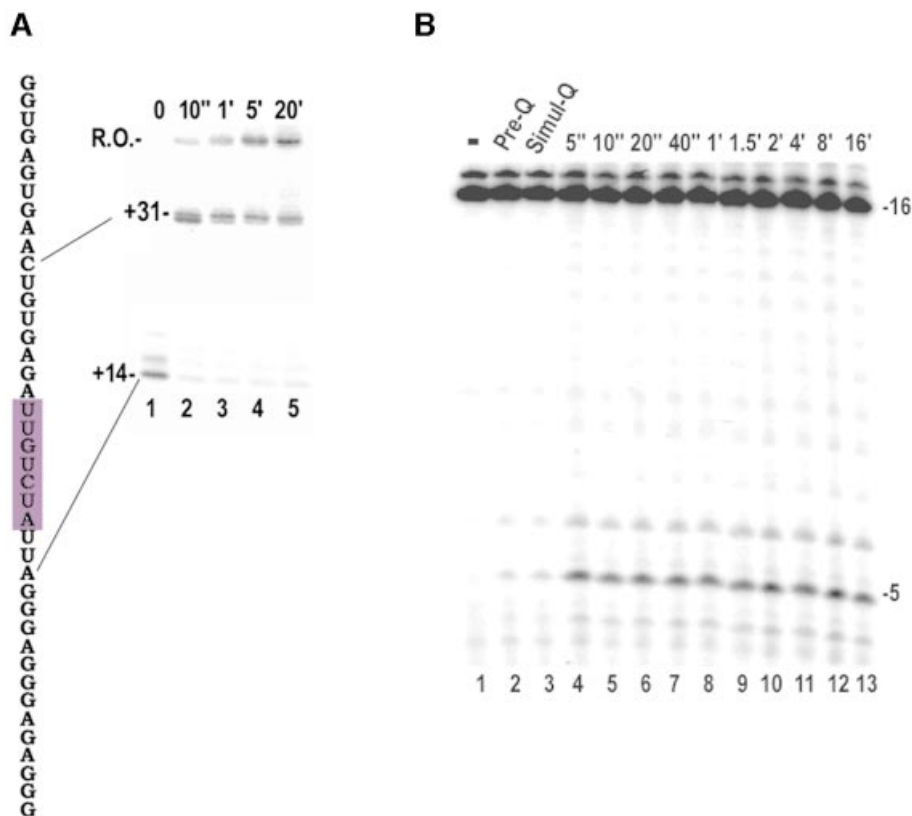 A
GGUGAGUGAACUGUGAGAUUGUCUAUUAGGGAGGGAGAGGG
0 10" 1' 5' 20'
R.O.-
+31-
+14-
1 2 3 4 5
B
- Pre-Q Simul-Q 5" 10" 20" 40" 1' 1.5' 2' 4' 8' 16'
-16
-5
1 2 3 4 5 6 7 8 9 10 11 12 13